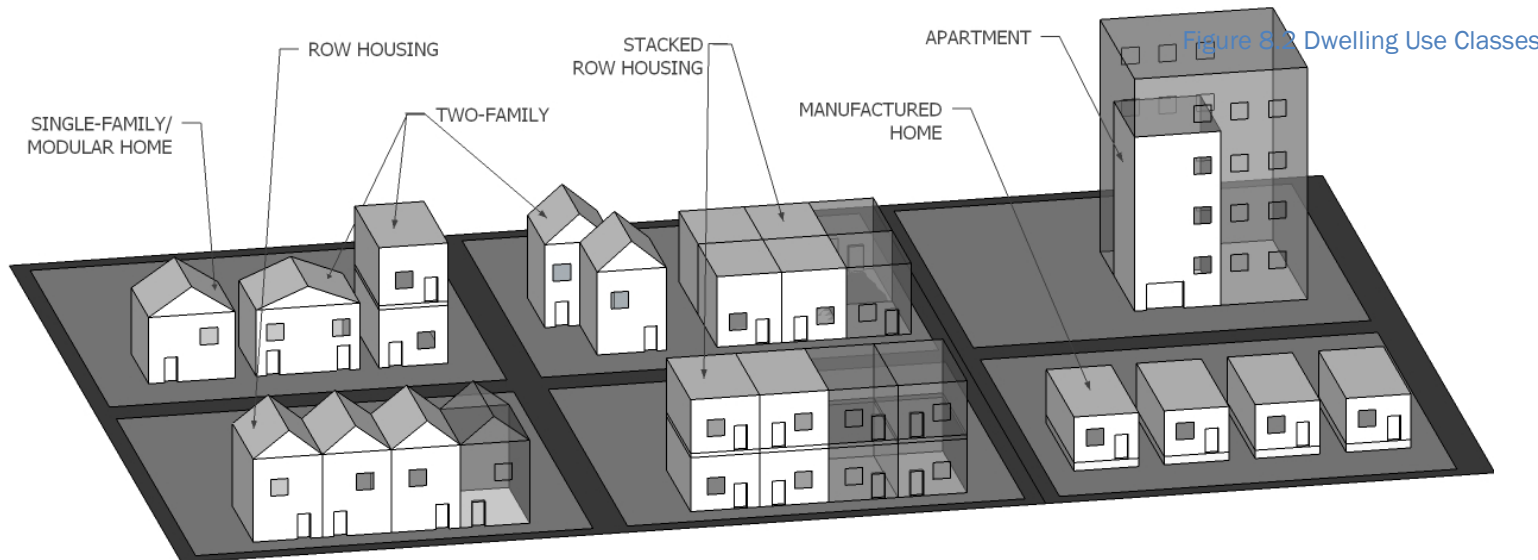 Figure 8.2 Dwelling Use Classes
ROW HOUSING
STACKED
ROW HOUSING
APARTMENT
SINGLE-FAMILY/
MODULAR HOME
TWO-FAMILY
MANUFACTURED
HOME